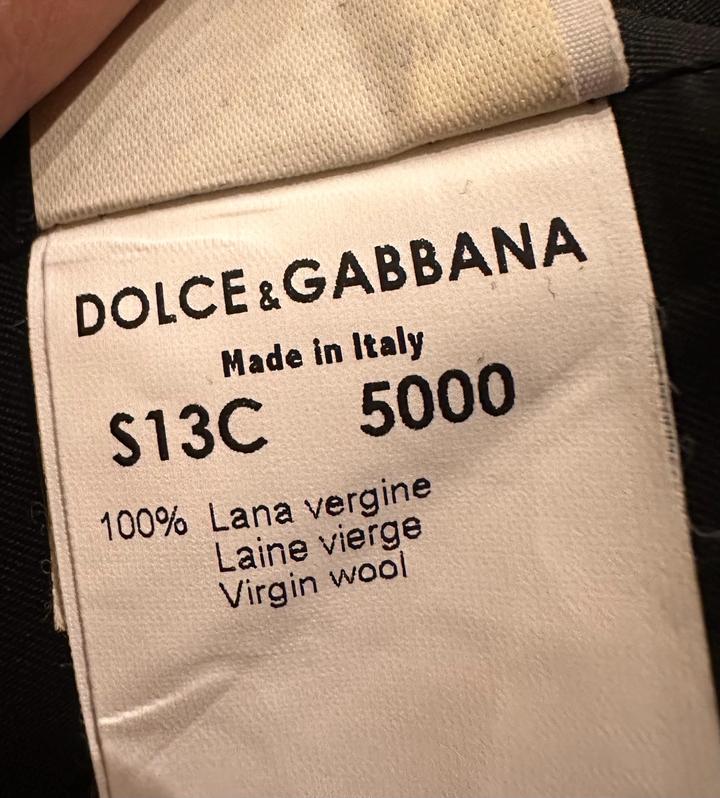 DOLCE & GABBANA
Made in Italy
S13C 5000
100% Lana vergine
Laine vierge
Virgin wool